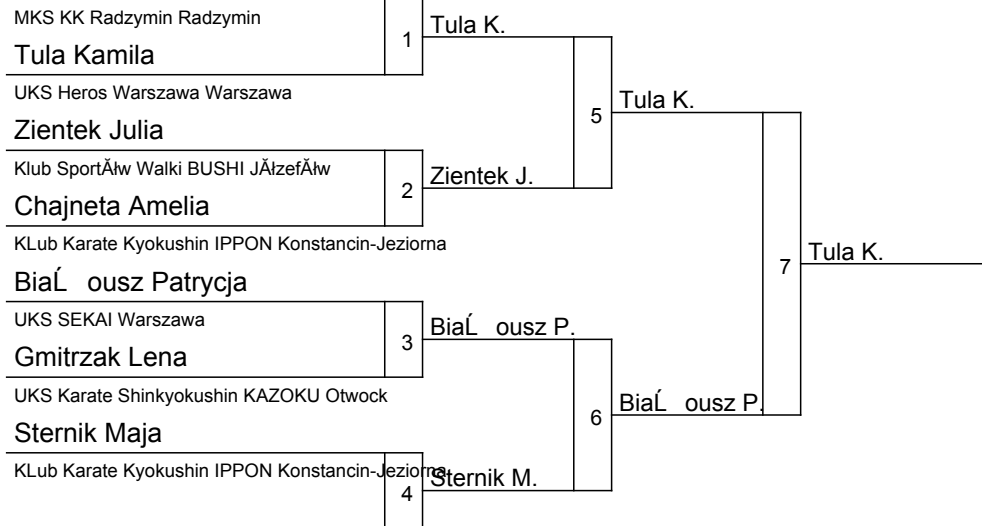 MKS KK Radzymin Radzymin
1
Tula K.
Tula Kamila
UKS Heros Warszawa Warszawa
5
Tula K.
Zientek Julia
Klub SportĂłw Walki BUSHI JĂłzefĂłw
2
Zientek J.
Chajneta Amelia
KLub Karate Kyokushin IPPON Konstancin-Jeziorna
7
Tula K.
BiaĹ ousz Patrycja
UKS SEKAI Warszawa
3
BiaĹ ousz P.
Gmitrzak Lena
UKS Karate Shinkyokushin KAZOKU Otwock
6
BiaĹ ousz P.
Sternik Maja
KLub Karate Kyokushin IPPON Konstancin-Jeziorna
4
Sternik M.